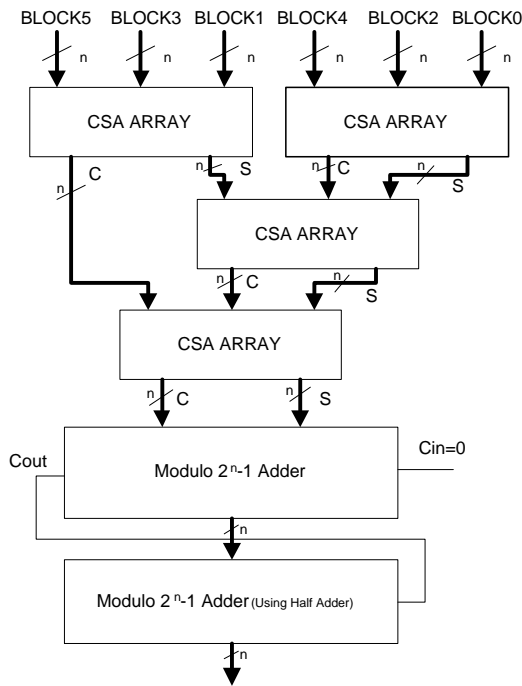 BLOCK5 BLOCK3 BLOCK1 BLOCK4 BLOCK2 BLOCK0
n n n n n n
CSA ARRAY CSA ARRAY
n C n S n C n S
CSA ARRAY
n C n S
CSA ARRAY
n C n S
Cout Modulo 2ⁿ-1 Adder Cin=0
n
Modulo 2ⁿ-1 Adder (Using Half Adder)
n